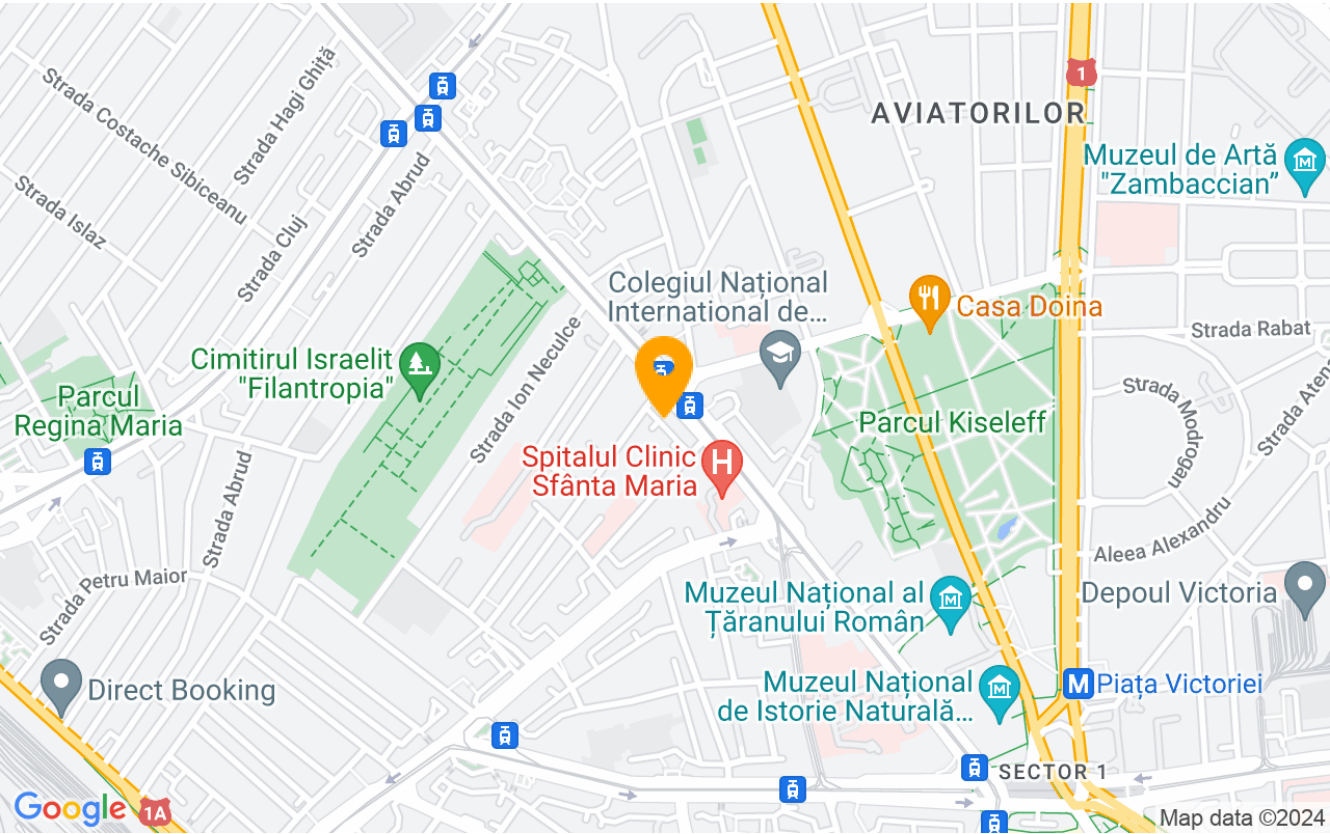 Strada Hagi Ghiță
Strada Costache Sibiceanu
1
AVIATORILOR
Muzeul de Artă
"Zambaccian”
Strada Islaz
Strada Abrud
Strada Cluj
Colegiul Național
International de...
Casa Doina
Strada Rabat
Cimitirul Israelit
"Filantropia"
Strada Ion Neculce
Parcul
Regina Maria
Parcul Kiseleff
Strada Modrogan
Strada Aten
Spitalul Clinic
Sfânta Maria
H
Strada Abrud
Aleea Alexandru
Strada Petru Maior
Muzeul Național al
Țăranului Român
Depoul Victoria
Direct Booking
Muzeul Național
de Istorie Naturală...
M
Piața Victoriei
SECTOR 1
Google
1A
Map data ©2024